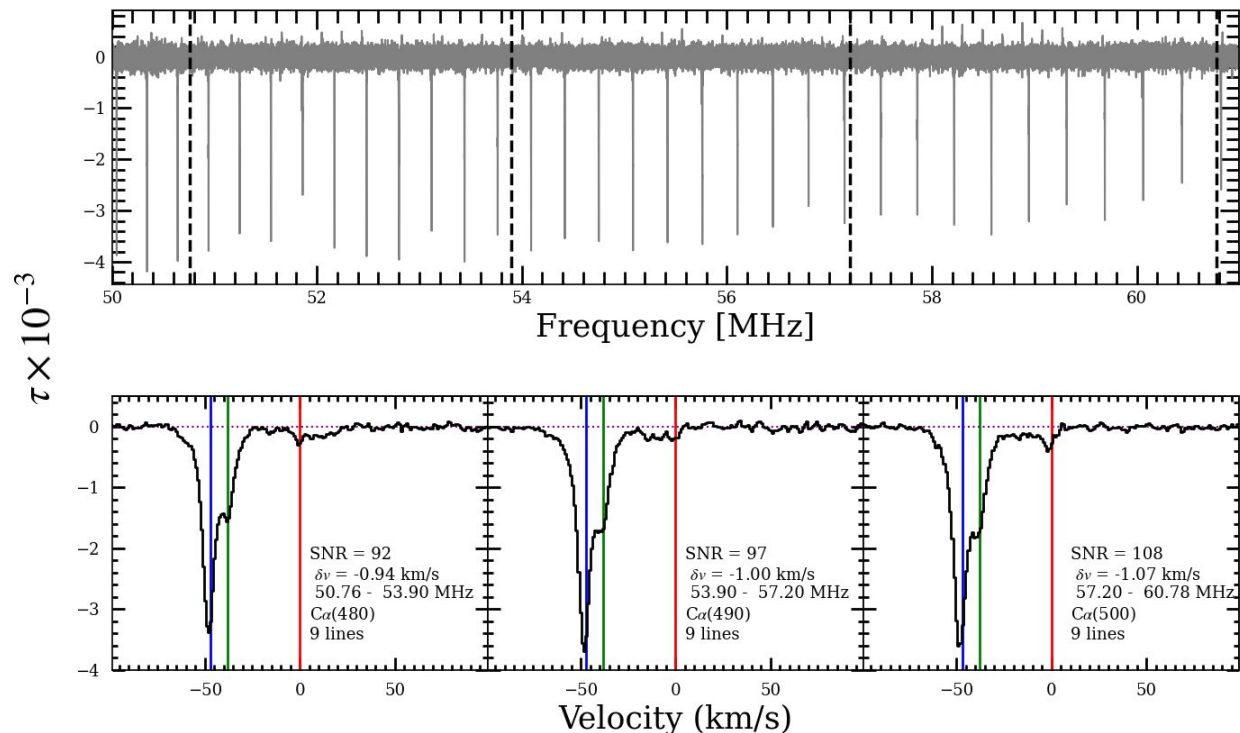 0
−1
−2
−3
−4
50 52 54 56 58 60
Frequency [MHz]
τ×10⁻³
0
−1
−2
−3
−4
SNR = 92
δv = -0.94 km/s
50.76 - 53.90 MHz
Cα(480)
9 lines
SNR = 97
δv = -1.00 km/s
53.90 - 57.20 MHz
Cα(490)
9 lines
SNR = 108
δv = -1.07 km/s
57.20 - 60.78 MHz
Cα(500)
9 lines
−50 0 50 −50 0 50 −50 0 50
Velocity (km/s)